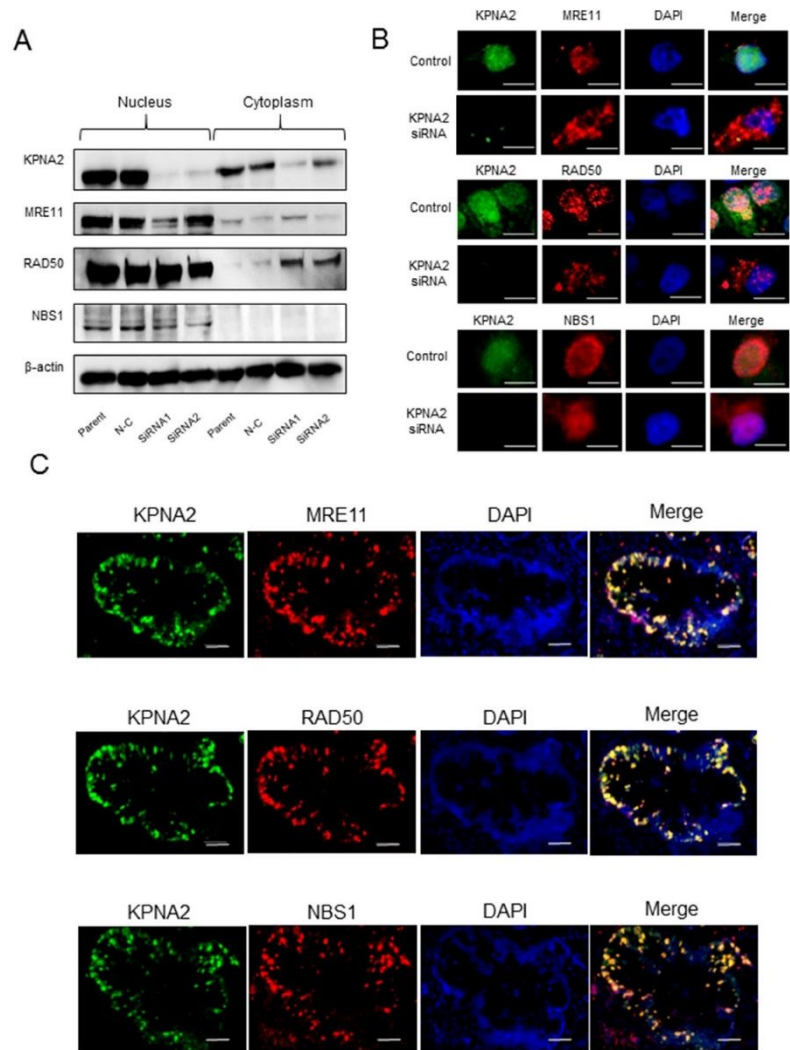 A
Nucleus Cytoplasm
KPNA2
MRE11
RAD50
NBS1
β-actin
Parent N-C SiRNA1 SiRNA2 Parent N-C SiRNA1 SiRNA2
B
KPNA2 MRE11 DAPI Merge
Control
KPNA2
siRNA
KPNA2 RAD50 DAPI Merge
Control
KPNA2
siRNA
KPNA2 NBS1 DAPI Merge
Control
KPNA2
siRNA
C
KPNA2 MRE11 DAPI Merge
KPNA2 RAD50 DAPI Merge
KPNA2 NBS1 DAPI Merge